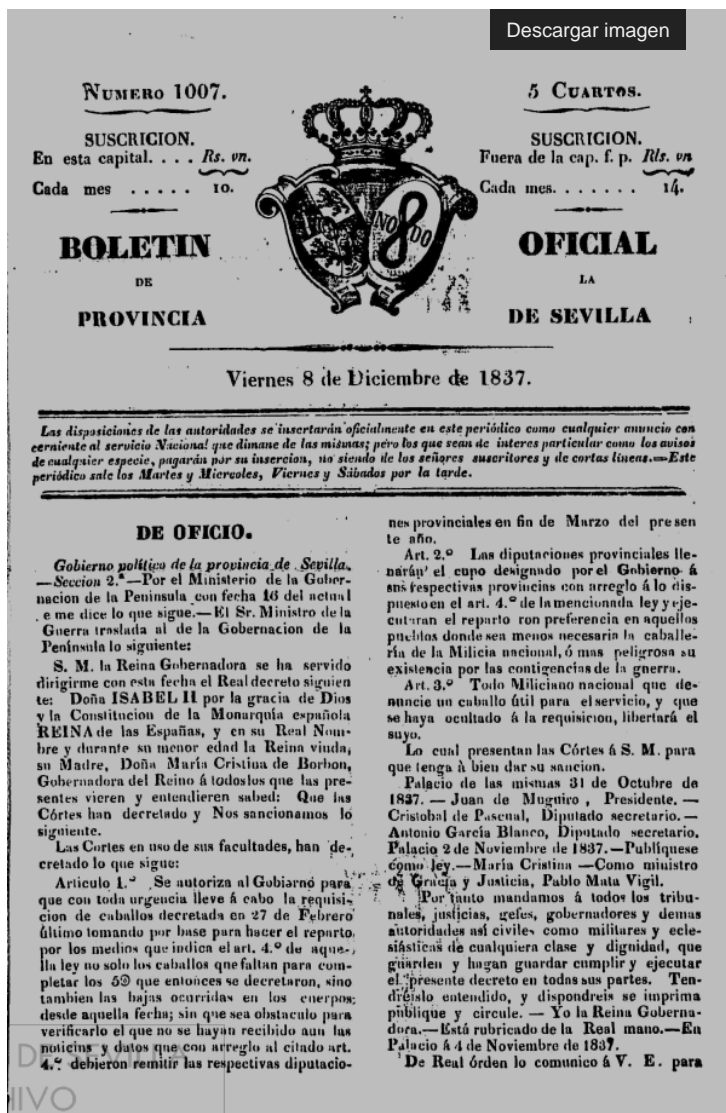 Descargar imagen
NUMERO 1007.
5 CUARTOS.
SUSCRICION.
En esta capital. . . . Rs. vn.
Cada mes . . . . . 10.
SUSCRICION.
Fuera de la cap. f. p. Rls. vn
Cada mes. . . . . . . 14.
NO 8 DO
BOLETIN
OFICIAL
DE
LA
PROVINCIA
DE SEVILLA
Viernes 8 de Diciembre de 1837.
Las disposiciones de las autoridades se insertarán oficialmente en este periódico como cualquier anuncio con
cerniente al servicio Nacional que dimane de las mismas; pero los que sean de interes particular como los avisos
de cualquier especie, pagarán por su insercion, no siendo de los señores suscritores y de cortas lineas.—Este
periódico sale los Martes y Miercoles, Viernes y Sábados por la tarde.
DE OFICIO.
Gobierno político de la provincia de Sevilla.
—Seccion 2.ª—Por el Ministerio de la Gober-
nacion de la Peninsula con fecha 16 del actual
e me dice lo que sigue.—El Sr. Ministro de la
Guerra traslada al de la Gobernacion de la
Península lo siguiente:
S. M. la Reina Gobernadora se ha servido
dirigirme con esta fecha el Real decreto siguien
te: Doña ISABEL II por la gracia de Dios
y la Constitucion de la Monarquía española
REINA de las Españas, y en su Real Nom-
bre y durante su menor edad la Reina viuda,
su Madre, Doña María Cristina de Borbon,
Gobernadora del Reino á todos los que las pre-
sentes vieren y entendieren sabed: Que las
Córtes han decretado y Nos sancionamos lo
siguiente.
Las Cortes en uso de sus facultades, han de-
cretado lo que sigue:
Articulo 1.º Se autoriza al Gobiarno para
que con toda urgencia lleve á cabo la requisi-
cion de caballos decretada en 27 de Febrero
último tomando por base para hacer el reparto,
por los medios que indica el art. 4.º de aque-
lla ley no solo los caballos que faltan para com-
pletar los que entonces se decretaron, sino
tambien las bajas ocurridas en los cuerpos
desde aquella fecha; sin que sea obstaculo para
verificarlo el que no se hayan recibido aun las
noticias y datos que con arreglo al citado art.
4.º debieron remitir las respectivas diputacio-
nes provinciales en fin de Marzo del presen
te año.
Art. 2.º Las diputaciones provinciales lle-
narán el cupo designado por el Gobierno á
sus respectivas provincias con arreglo á lo dis-
puesto en el art. 4.º de la mencionada ley y eje-
cutaran el reparto ron preferencia en aquellos
pueblos donde sea menos necesaria la caballe-
ría de la Milicia nacional, ó mas peligrosa su
existencia por las contigencias de la gnerra.
Art. 3.º Todo Miliciano nacional que de-
nuncie un caballo útil para el servicio, y que
se haya ocultado á la requisicion, libertará el
suyo.
Lo cual presentan las Córtes á S. M. para
que tenga à bien dar su sancion.
Palacio de las mismas 31 de Octubre de
1837. — Juan de Muguiro, Presidente. —
Cristobal de Pascual, Diputado secretario.—
Antonio García Blanco, Diputado secretario.
Palacio 2 de Noviembre de 1837.—Publíquese
como ley.—María Cristina —Como ministro
de Gracia y Justicia, Pablo Mata Vigil.
Por tanto mandamos á todos los tribu-
nales, justicias, gefes, gobernadores y demas
autoridades así civiles como militares y ecle-
siásticas de cualquiera clase y dignidad, que
guarden y hagan guardar cumplir y ejecutar
el presente decreto en todas sus partes. Ten-
dréislo entendido, y dispondreis se imprima
publique y circule. — Yo la Reina Goberna-
dora.—Está rubricado de la Real mano.—En
Palacio á 4 de Noviembre de 1837.
De Real órden lo comunico á V. E. para
DE SEVILLA
HIVO